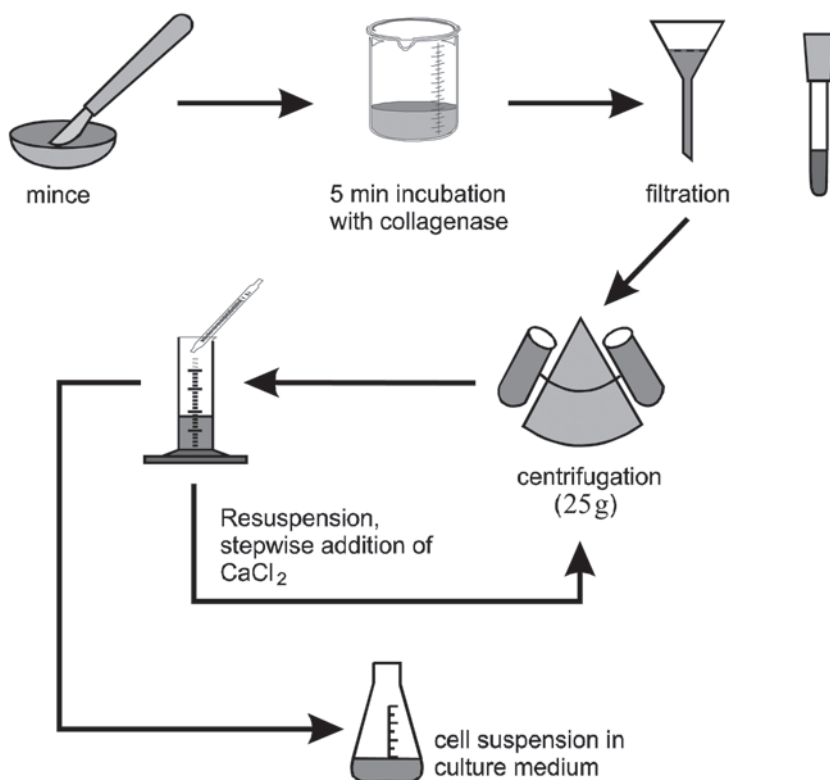 mince
5 min incubation
with collagenase
filtration
centrifugation
(25g)
Resuspension,
stepwise addition of
CaCl₂
cell suspension in
culture medium